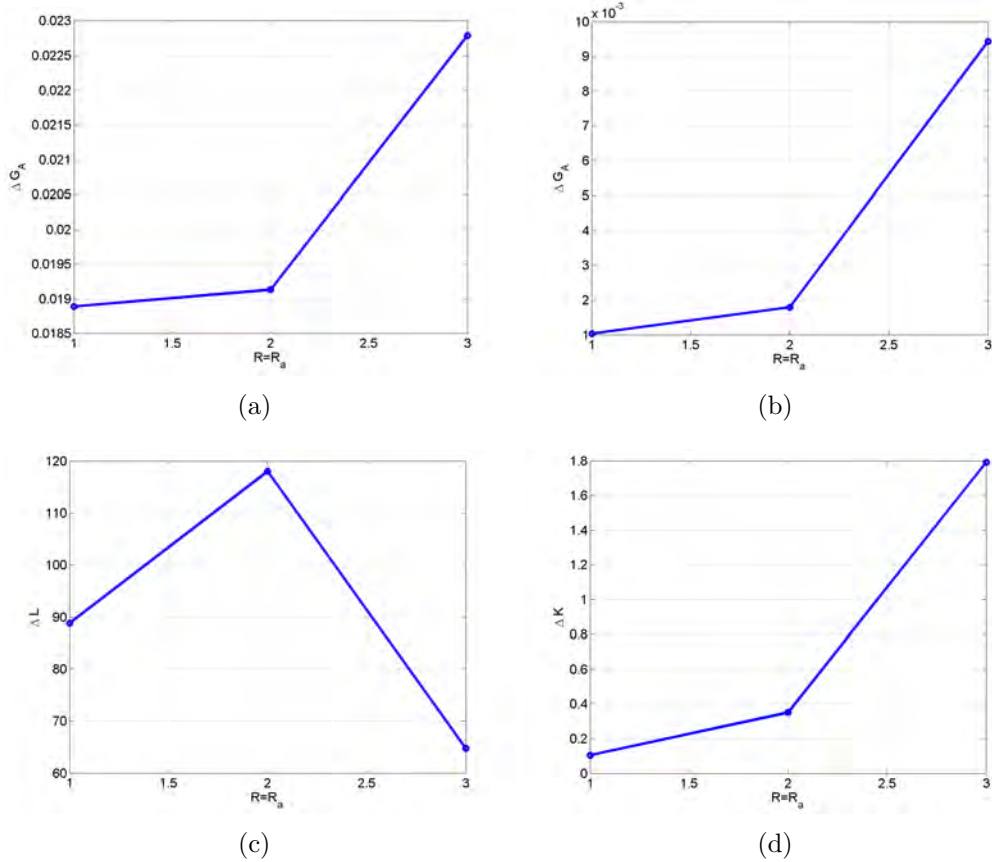 0.023
0.0225
0.022
0.0215
0.021
0.0205
0.02
0.0195
0.019
0.0185
Δ G_A
1 1.5 2 2.5 3
R=R_a
(a)
x 10^-3
10
9
8
7
6
5
4
3
2
1
Δ G_A
1 1.5 2 2.5 3
R=R_a
(b)
120
110
100
90
80
70
60
Δ L
1 1.5 2 2.5 3
R=R_a
(c)
1.8
1.6
1.4
1.2
1
0.8
0.6
0.4
0.2
0
Δ K
1 1.5 2 2.5 3
R=R_a
(d)